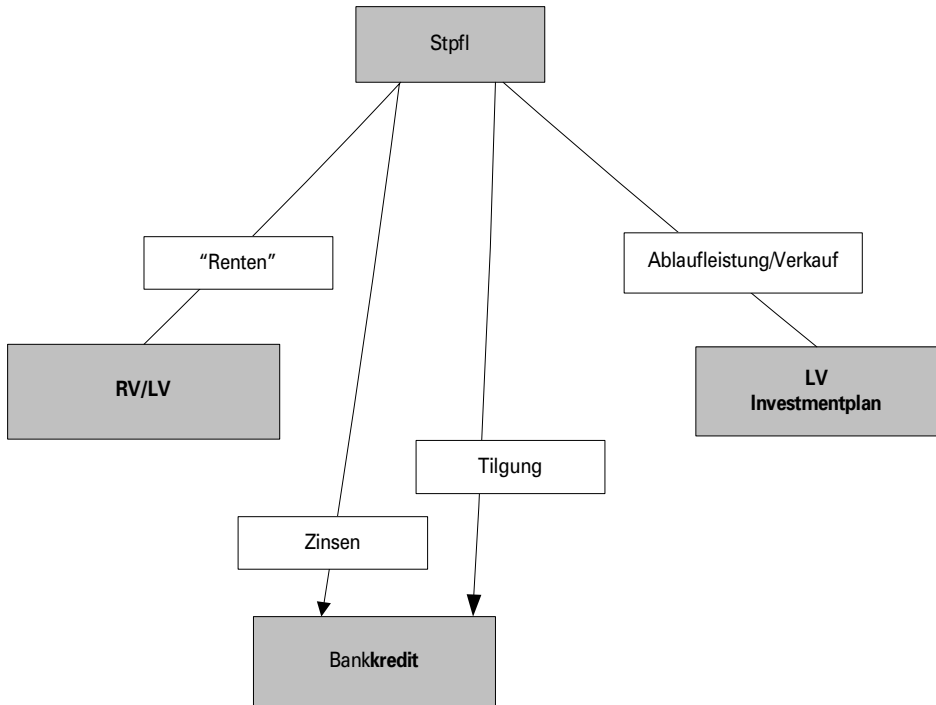 Stpfl
“Renten”
Ablaufleistung/Verkauf
RV/LV
LV
Investmentplan
Tilgung
Zinsen
Bankkredit